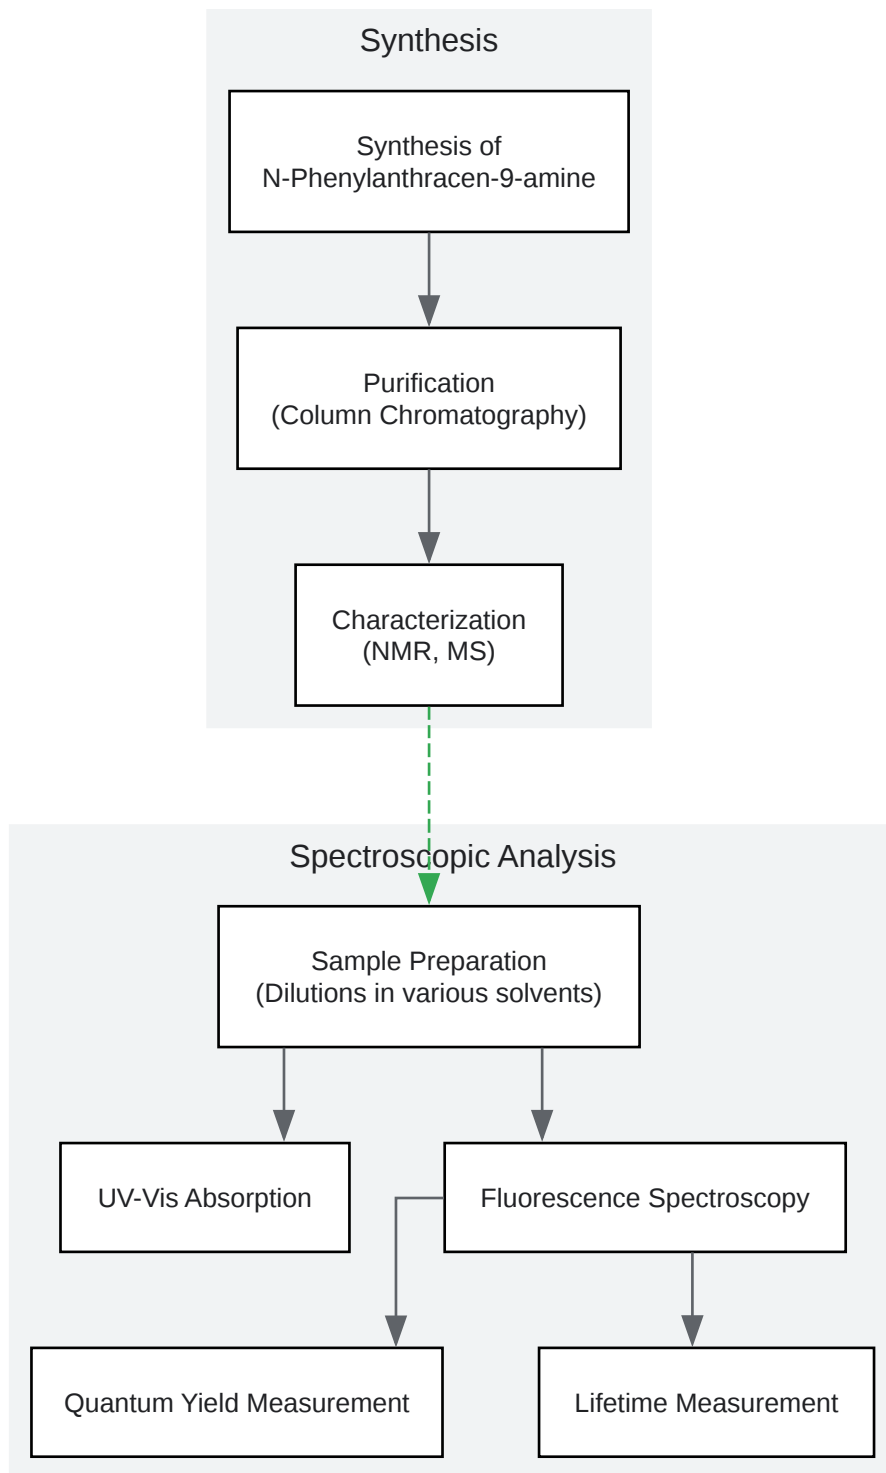 Synthesis
Synthesis of
N-Phenylanthracen-9-amine
Purification
(Column Chromatography)
Characterization
(NMR, MS)
Spectroscopic Analysis
Sample Preparation
(Dilutions in various solvents)
UV-Vis Absorption
Fluorescence Spectroscopy
Quantum Yield Measurement
Lifetime Measurement